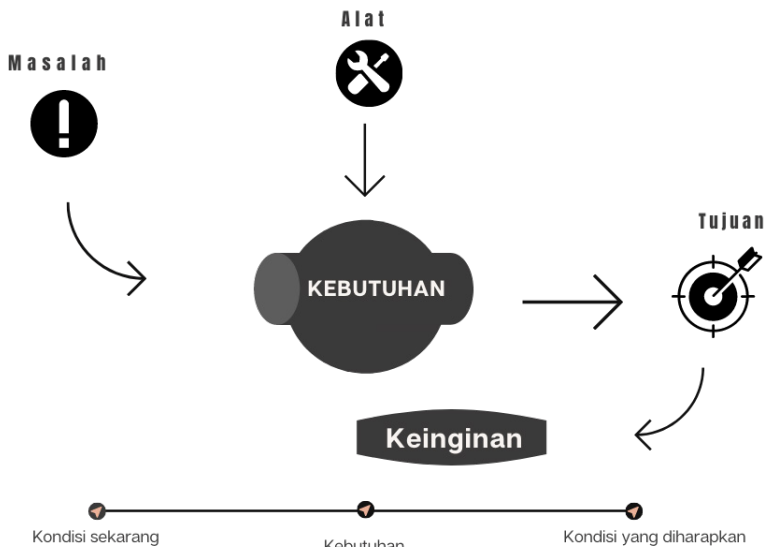 Alat
Masalah
Tujuan
KEBUTUHAN
Keinginan
Kondisi sekarang
Kebutuhan
Kondisi yang diharapkan